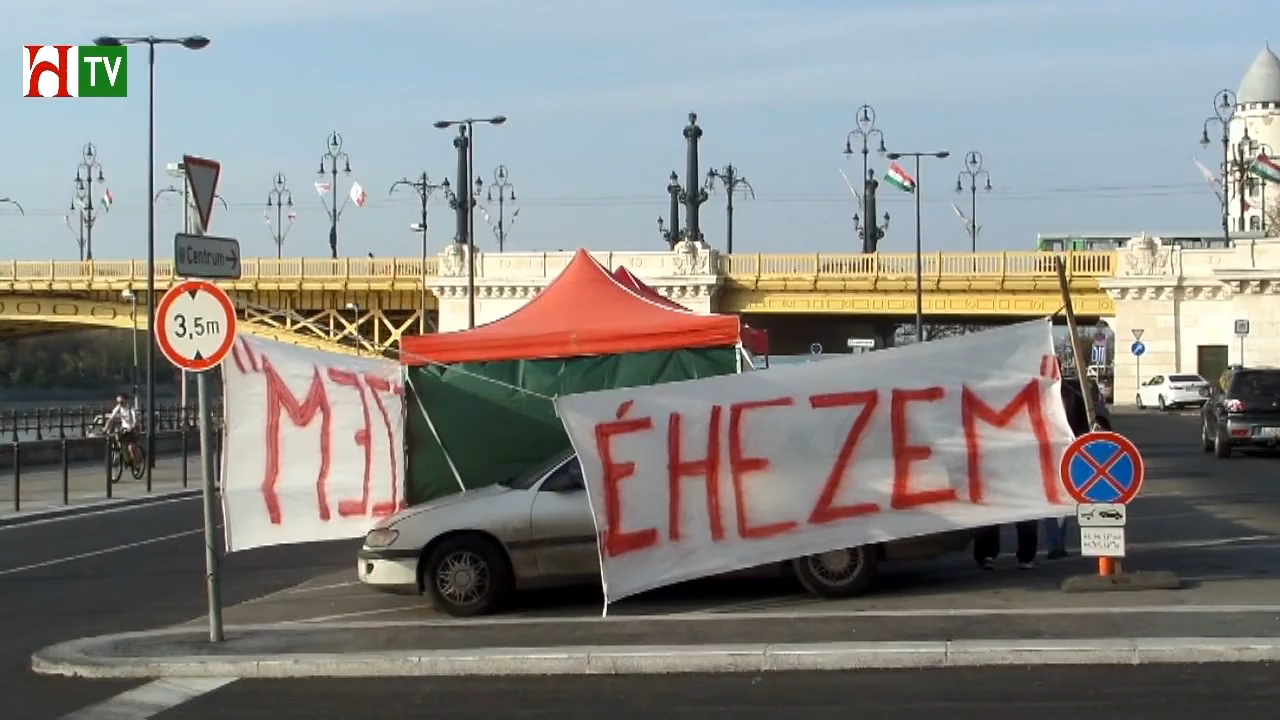 TV
Centrum →
3,5m
„ÉHEZEM"